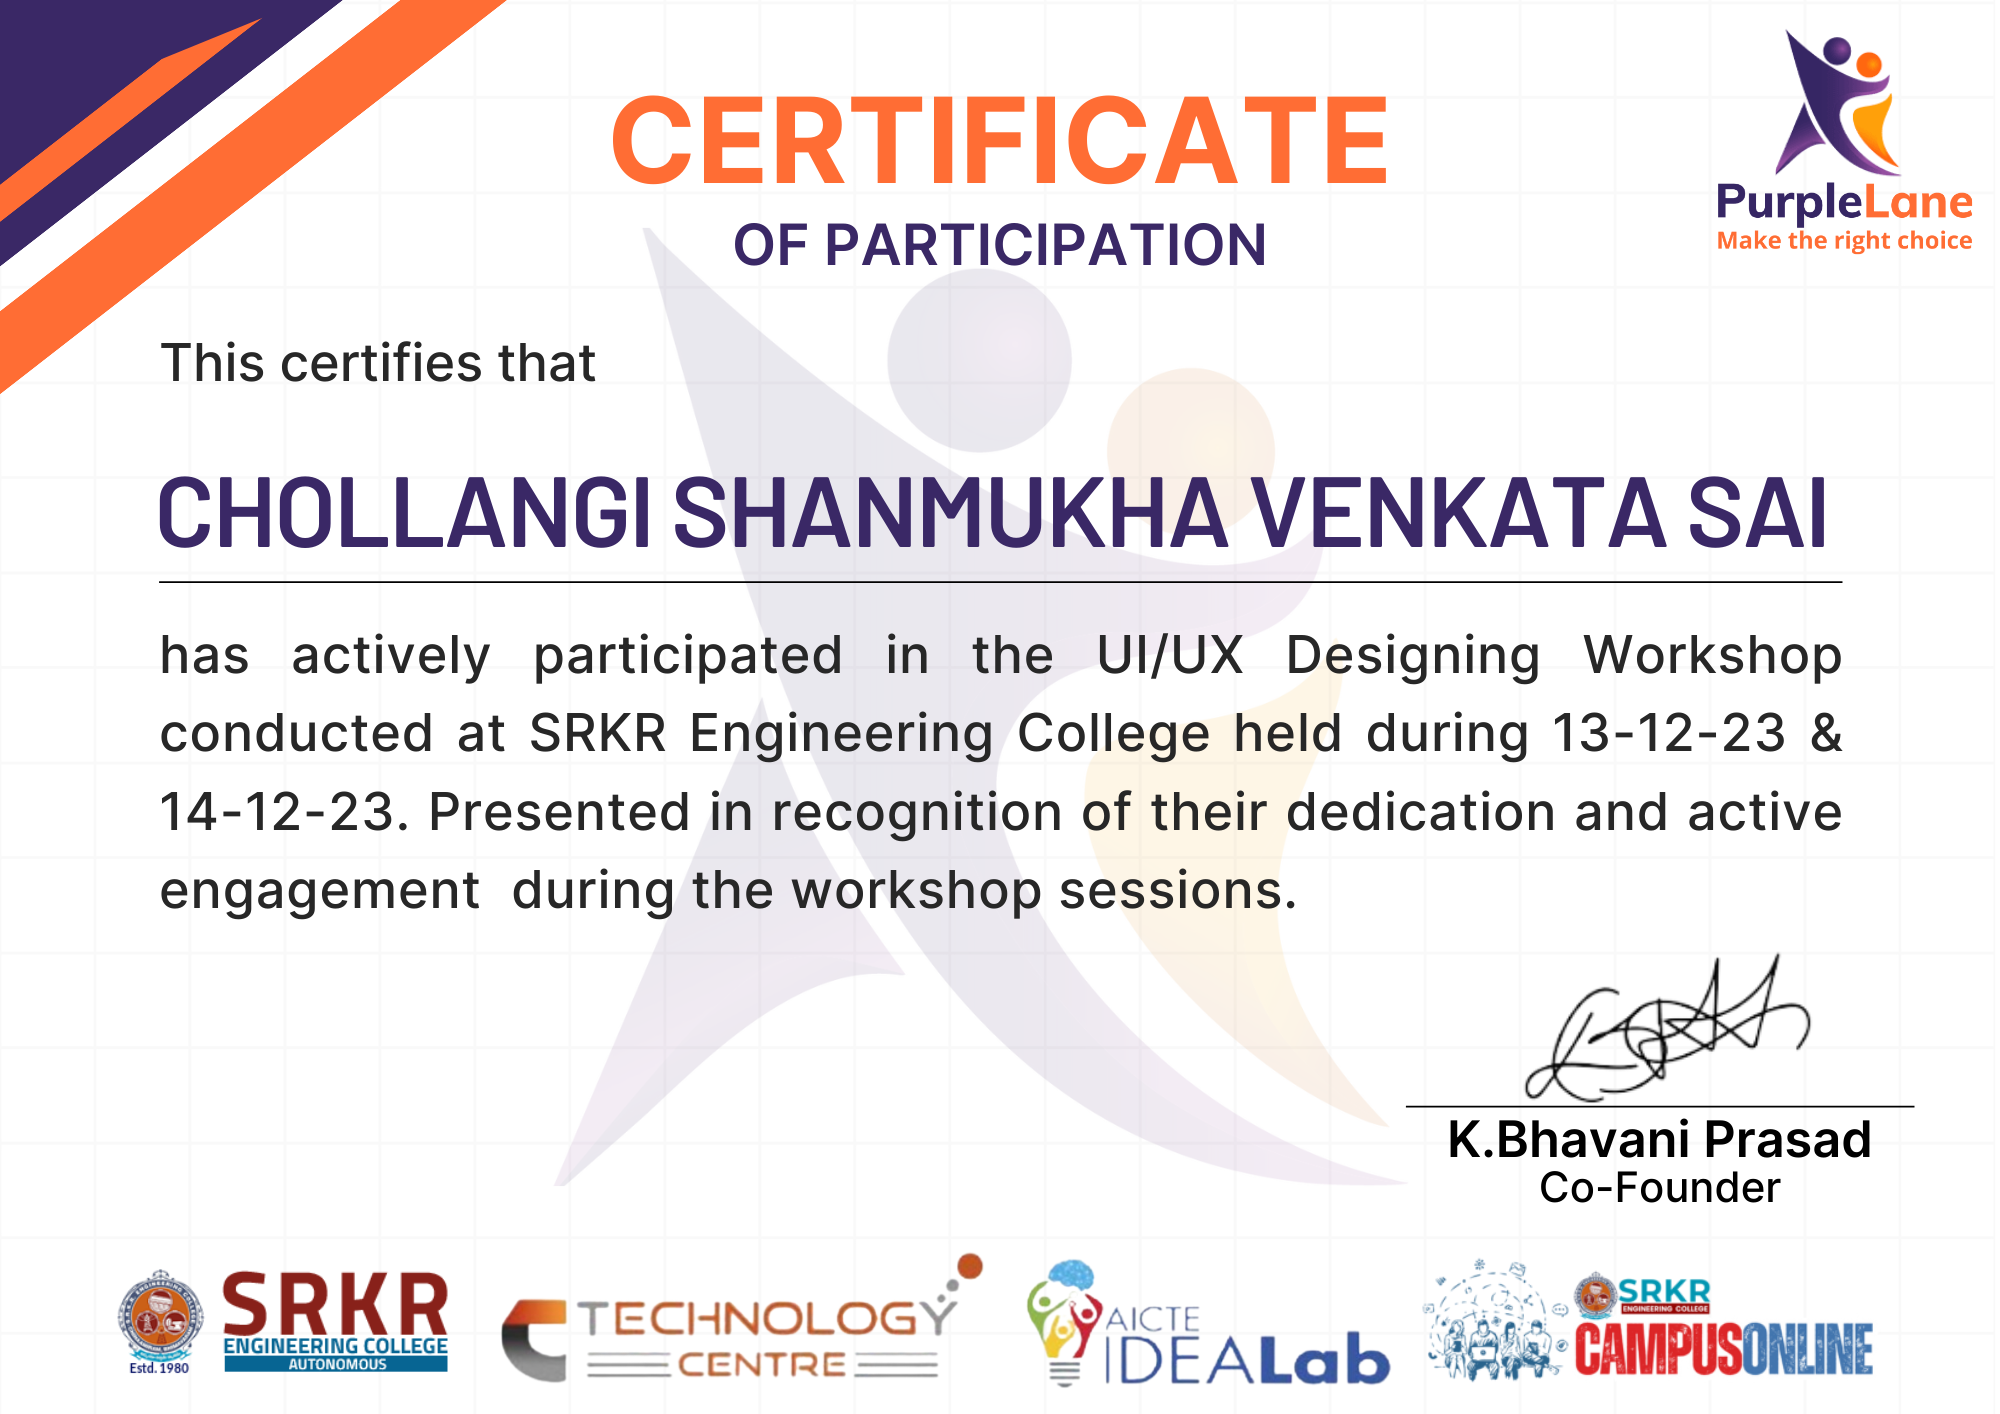 CERTIFICATE
OF PARTICIPATION
PurpleLane
Make the right choice
This certifies that
CHOLLANGI SHANMUKHA VENKATA SAI
has actively participated in the UI/UX Designing Workshop
conducted at SRKR Engineering College held during 13-12-23 &
14-12-23. Presented in recognition of their dedication and active
engagement during the workshop sessions.
K.Bhavani Prasad
Co-Founder
Estd. 1980
SRKR
ENGINEERING COLLEGE
AUTONOMOUS
TECHNOLOGY
CENTRE
AICTE
IDEALab
SRKR
ENGINEERING COLLEGE
CAMPUSONLINE